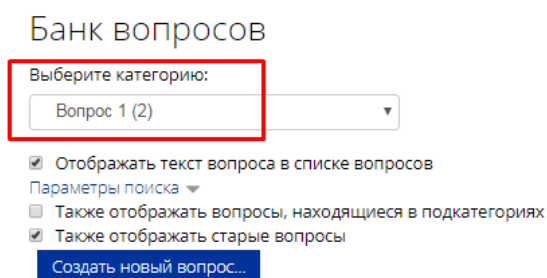 Банк вопросов
Выберите категорию:
Вопрос 1 (2)
Отображать текст вопроса в списке вопросов
Параметры поиска
Также отображать вопросы, находящиеся в подкатегориях
Также отображать старые вопросы
Создать новый вопрос...